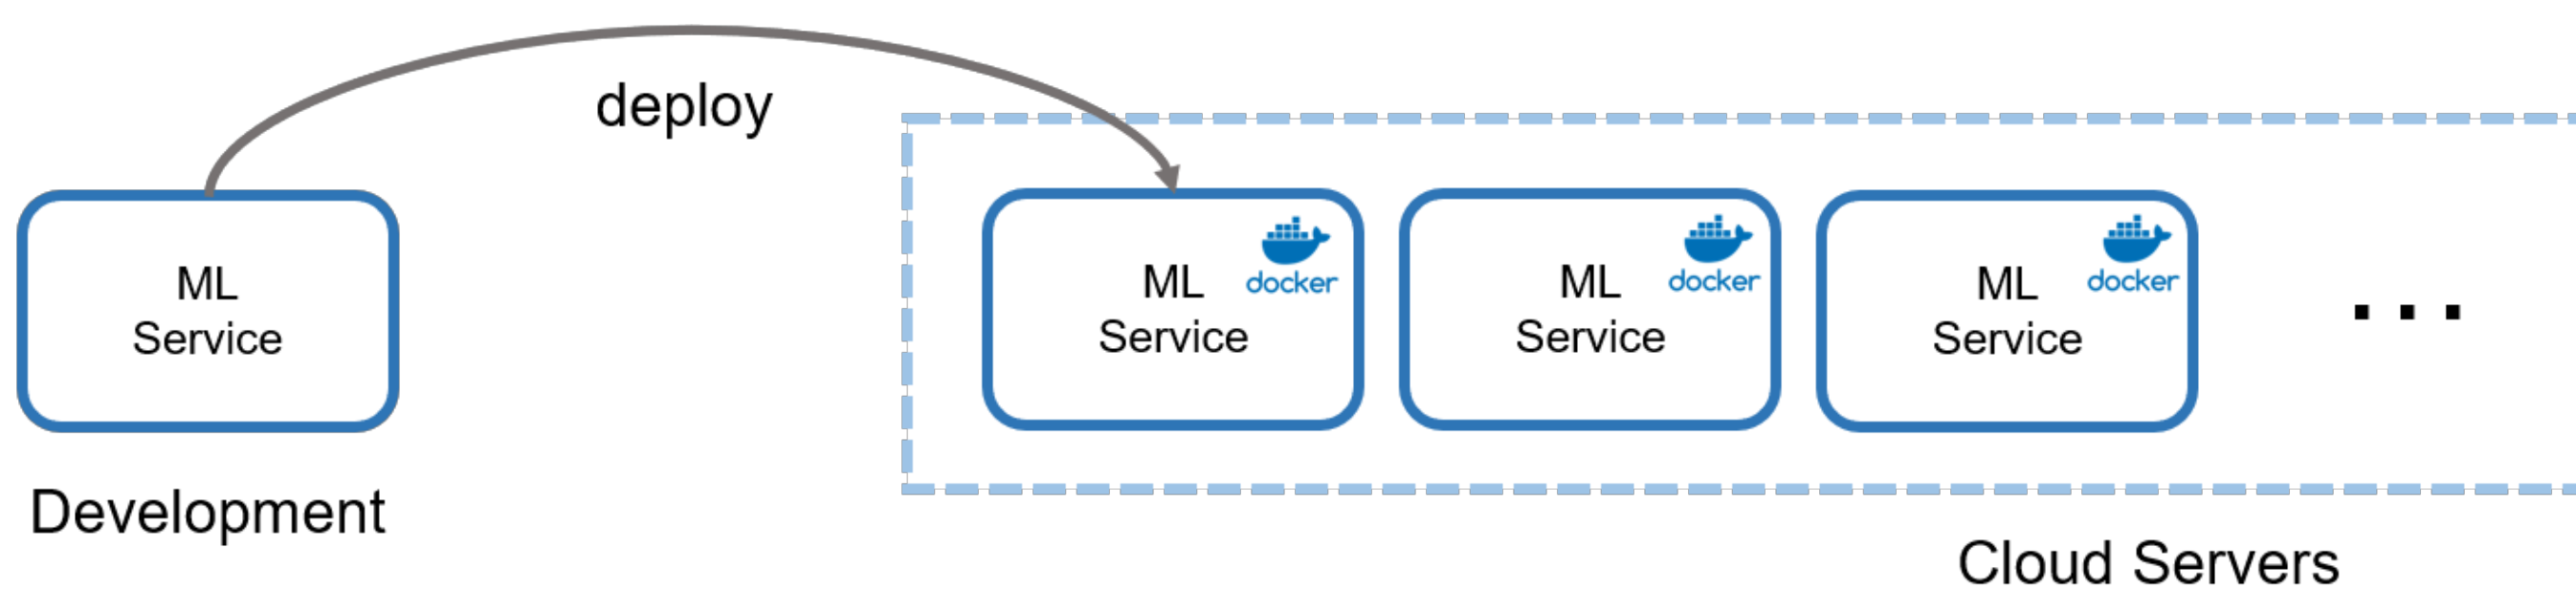 deploy
ML
Service
Development
ML
Service
docker
ML
Service
docker
ML
Service
docker
...
Cloud Servers